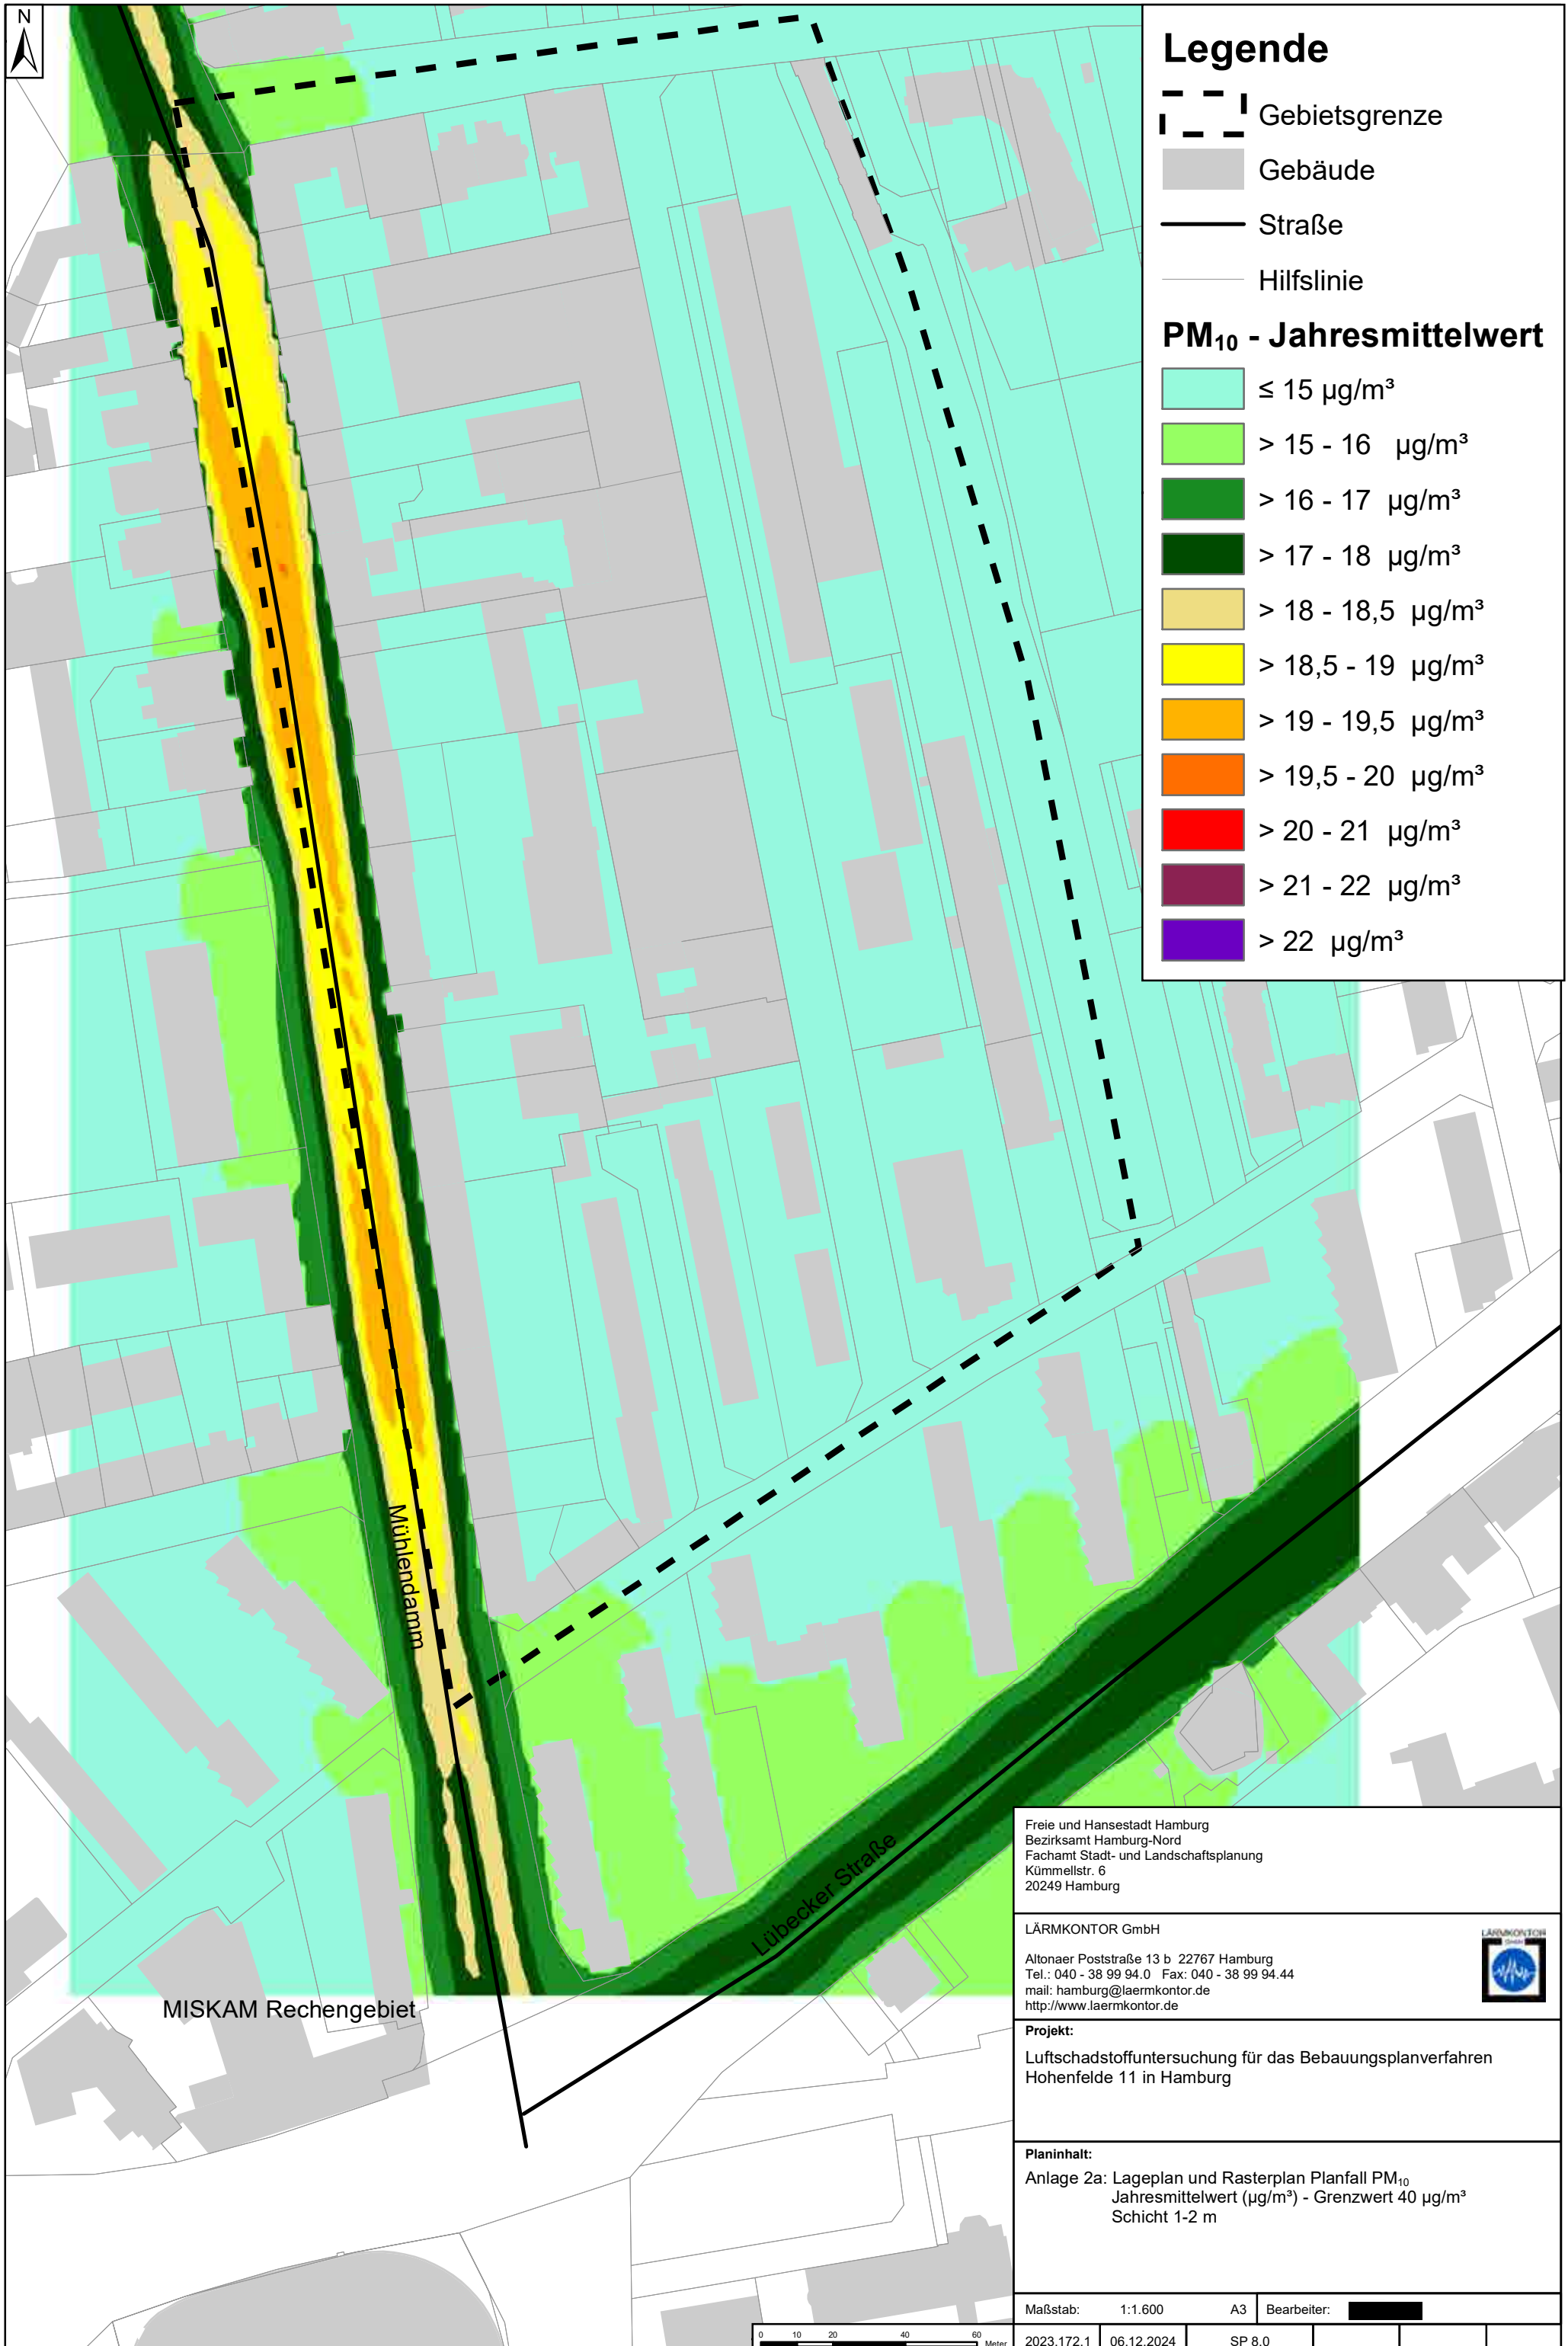 N
Legende
Gebietsgrenze
Gebäude
Straße
Hilfslinie
PM₁₀ - Jahresmittelwert
≤ 15 µg/m³
> 15 - 16 µg/m³
> 16 - 17 µg/m³
> 17 - 18 µg/m³
> 18 - 18,5 µg/m³
> 18,5 - 19 µg/m³
> 19 - 19,5 µg/m³
> 19,5 - 20 µg/m³
> 20 - 21 µg/m³
> 21 - 22 µg/m³
> 22 µg/m³
Mühlendamm
Lübecker Straße
MISKAM Rechengebiet
Freie und Hansestadt Hamburg
Bezirksamt Hamburg-Nord
Fachamt Stadt- und Landschaftsplanung
Kümmellstr. 6
20249 Hamburg
LÄRMKONTOR GmbH
Altonaer Poststraße 13 b 22767 Hamburg
Tel.: 040 - 38 99 94.0 Fax: 040 - 38 99 94.44
mail: hamburg@laermkontor.de
http://www.laermkontor.de
LÄRMKONTOR
GmbH
Projekt:
Luftschadstoffuntersuchung für das Bebauungsplanverfahren
Hohenfelde 11 in Hamburg
Planinhalt:
Anlage 2a: Lageplan und Rasterplan Planfall PM₁₀
Jahresmittelwert (µg/m³) - Grenzwert 40 µg/m³
Schicht 1-2 m
Maßstab: 1:1.600 A3 Bearbeiter:
0 10 20 40 60
Meter
2023.172.1 06.12.2024 SP 8.0